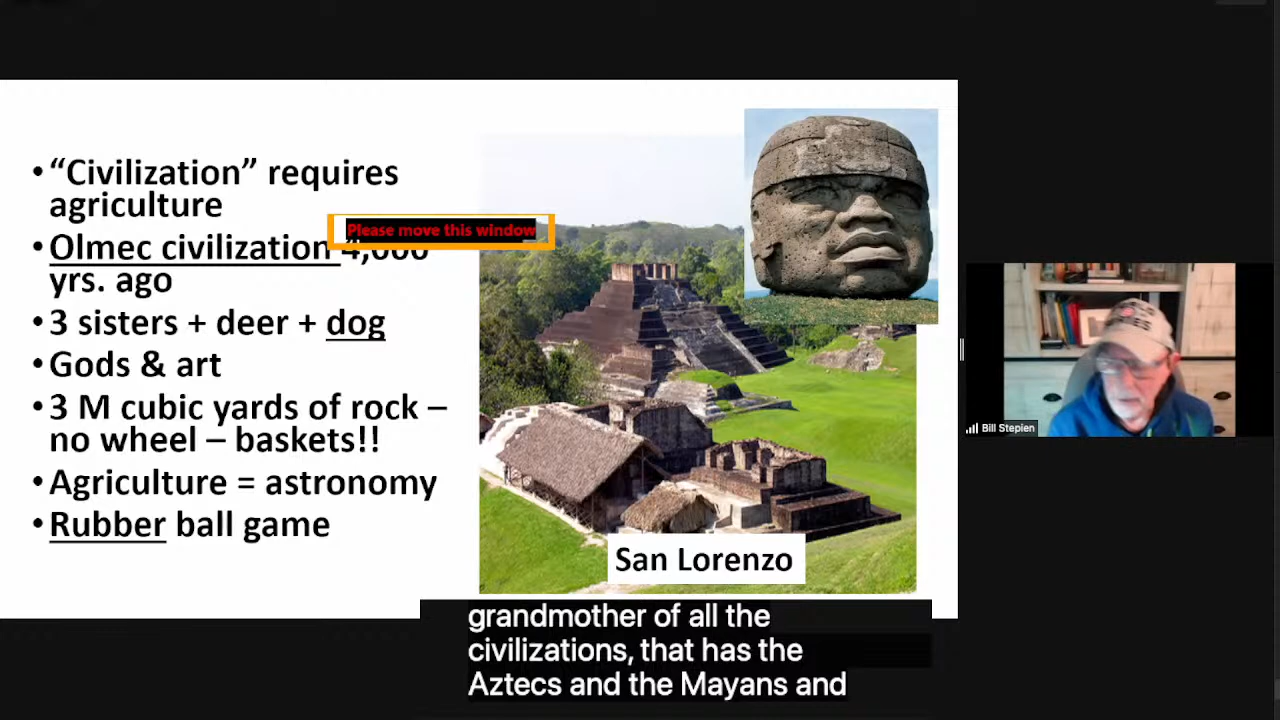 • “Civilization” requires
agriculture
• Olmec civilization
yrs. ago
• 3 sisters + deer + dog
• Gods & art
• 3 M cubic yards of rock –
no wheel – baskets!!
• Agriculture = astronomy
• Rubber ball game
Please move this window
San Lorenzo
Bill Steplen
grandmother of all the
civilizations, that has the
Aztecs and the Mayans and